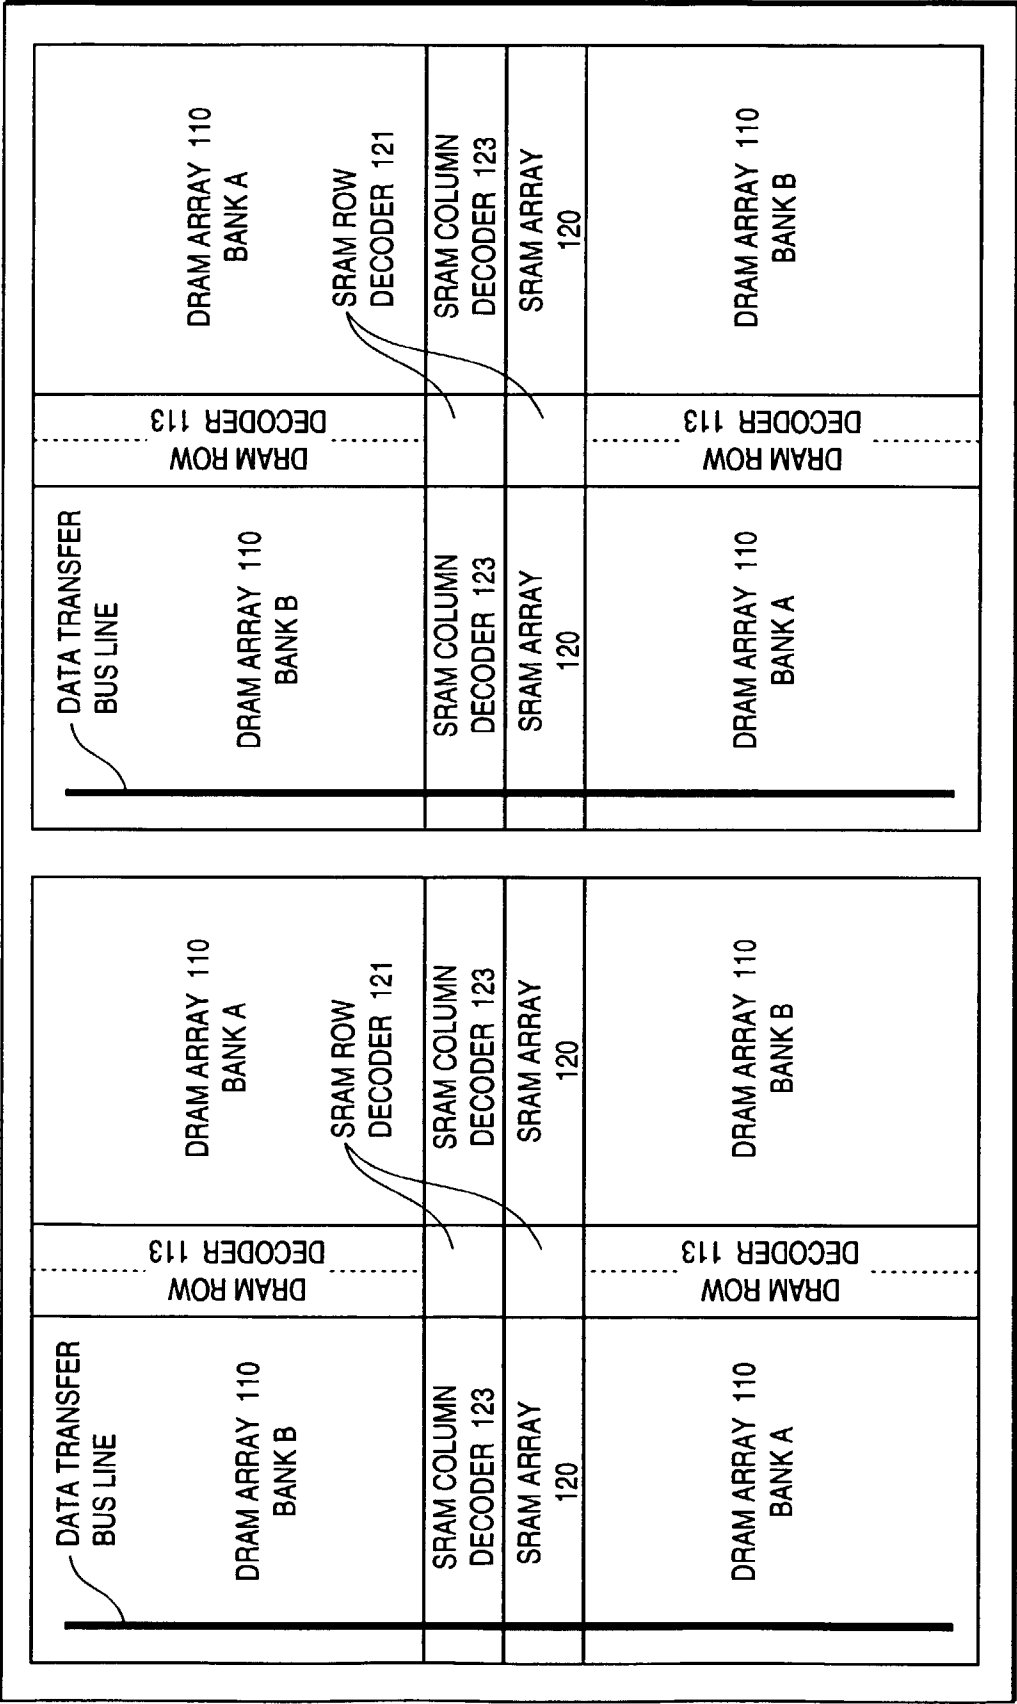 DATA TRANSFER
BUS LINE
DRAM ARRAY 110
BANK B
DRAM ROW
DECODER 113
DRAM ARRAY 110
BANK A
SRAM ROW
DECODER 121
SRAM COLUMN
DECODER 123
SRAM COLUMN
DECODER 123
SRAM ARRAY
120
SRAM ARRAY
120
DRAM ARRAY 110
BANK A
DRAM ROW
DECODER 113
DRAM ARRAY 110
BANK B
DATA TRANSFER
BUS LINE
DRAM ARRAY 110
BANK B
DRAM ROW
DECODER 113
DRAM ARRAY 110
BANK A
SRAM ROW
DECODER 121
SRAM COLUMN
DECODER 123
SRAM COLUMN
DECODER 123
SRAM ARRAY
120
SRAM ARRAY
120
DRAM ARRAY 110
BANK A
DRAM ROW
DECODER 113
DRAM ARRAY 110
BANK B